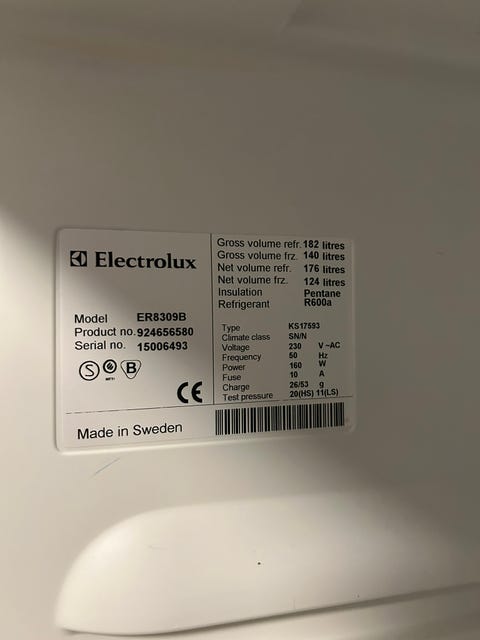 Electrolux
Model ER8309B
Product no. 924656580
Serial no. 15006493
S B
CE
Made in Sweden
Gross volume refr. 182 litres
Gross volume frz. 140 litres
Net volume refr. 176 litres
Net volume frz. 124 litres
Insulation Pentane
Refrigerant R600a
Type KS17593
Climate class SN/N
Voltage 230 V ~AC
Frequency 50 Hz
Power 160 W
Fuse 10 A
Charge 26/53 g
Test pressure 20(HS) 11(LS)